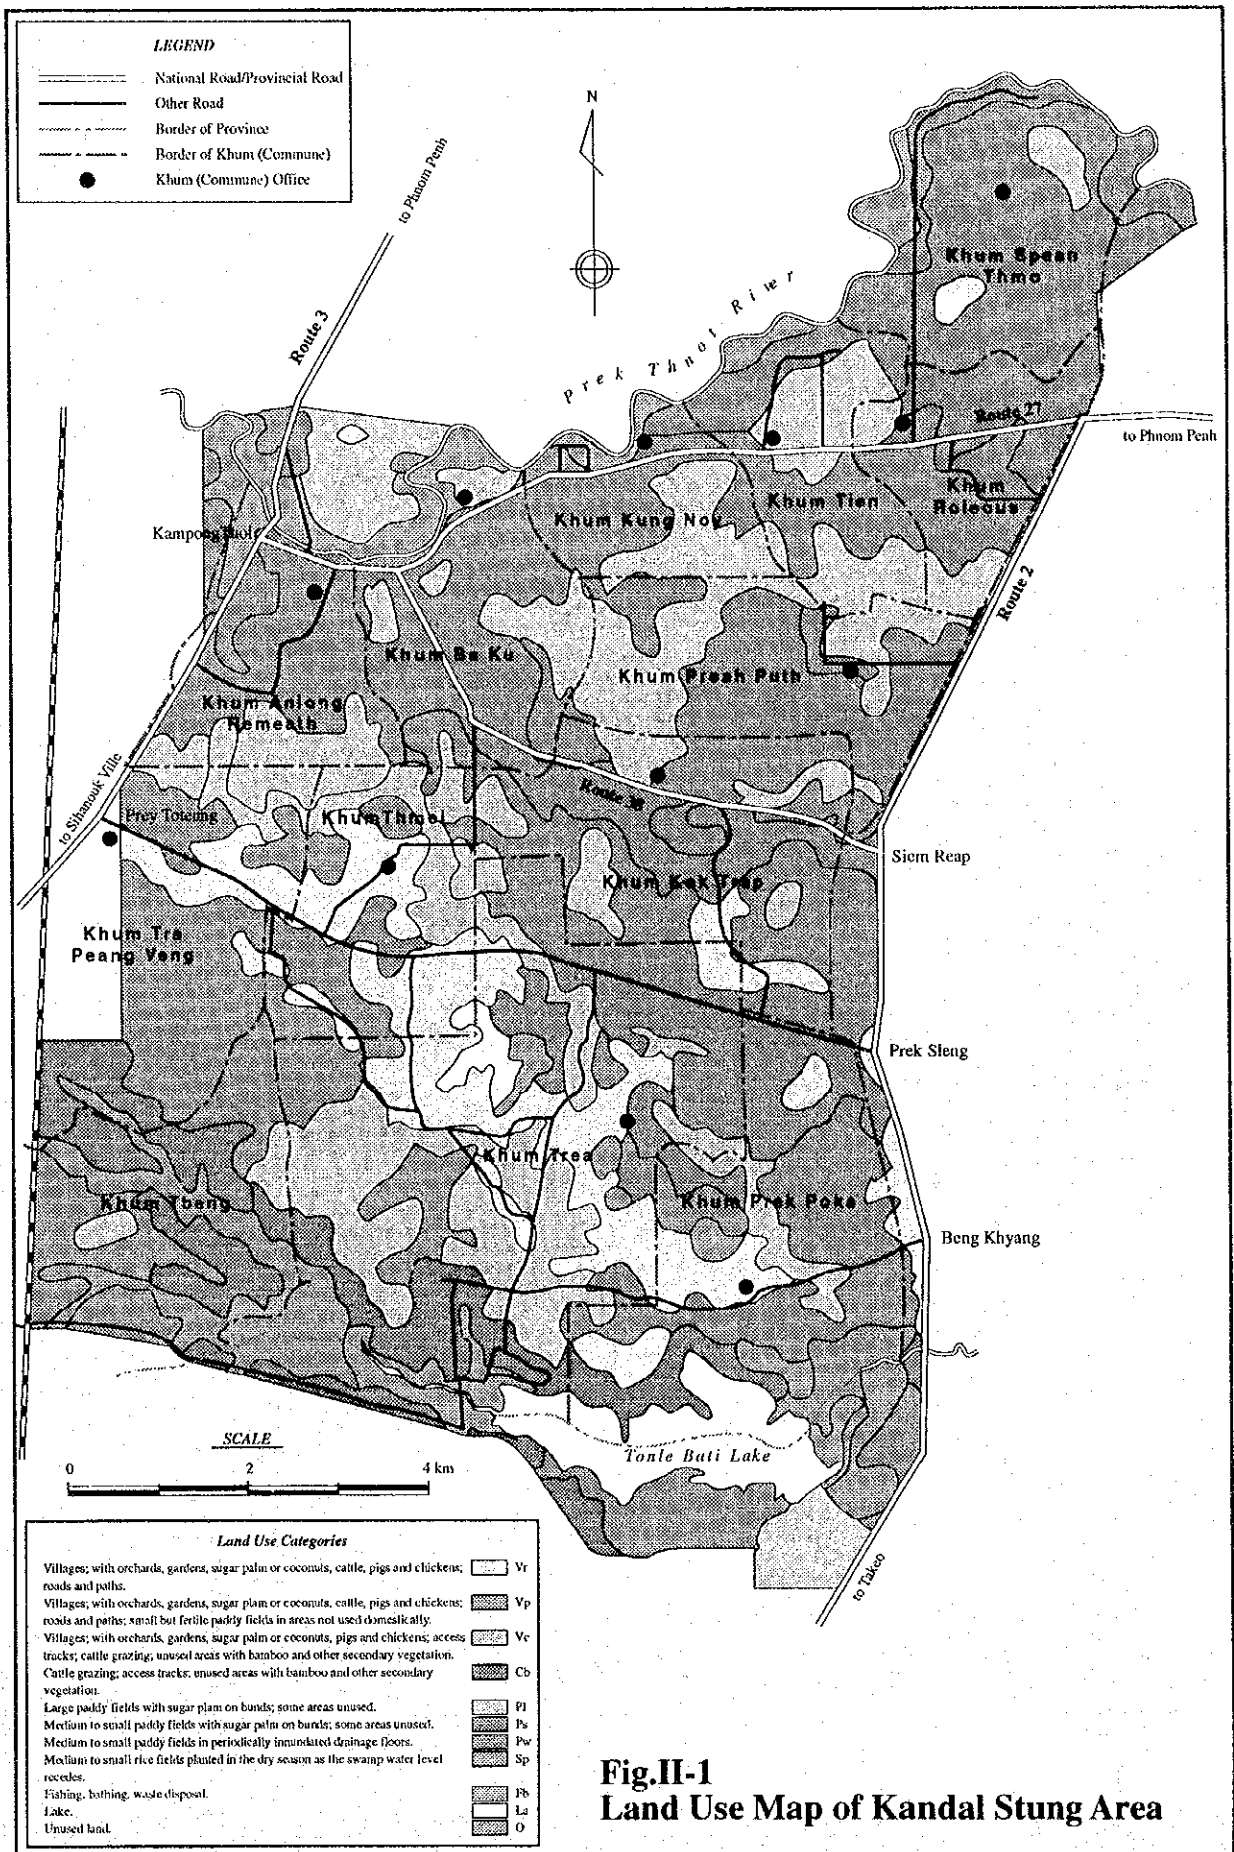 LEGEND
National Road/Provincial Road
Other Road
Border of Province
Border of Khum (Commune)
Khum (Commune) Office
N
to Phnom Penh
Route 3
Prek Thnot River
Khum Spean
Thmo
Route 27
to Phnom Penh
Khum
Roleous
Khum Tien
Khum Kung Noy
Route 2
Khum Ba Ku
Khum Preah Puth
Khum Anlong
Remeath
to Sihanouk Ville
Prey Toteung
Khum Thmei
Route 38
Siem Reap
Khum Kak Trap
Khum Tra
Peang Veng
Prek Sleng
Khum Trea
Khum Tbeng
Khum Prek Poke
Beng Khyang
Tonle Bati Lake
to Takeo
SCALE
0 2 4 km
Land Use Categories
Villages; with orchards, gardens, sugar palm or coconuts, cattle, pigs and chickens; Vr
roads and paths.
Villages; with orchards, gardens, sugar plam or coconuts, cattle, pigs and chickens; Vp
roads and paths; small but fertile paddy fields in areas not used domestically.
Villages; with orchards, gardens, sugar palm or coconuts, pigs and chickens; access Vc
tracks; cattle grazing; unused areas with bamboo and other secondary vegetation.
Cattle grazing; access tracks; unused areas with bamboo and other secondary Cb
vegetation.
Large paddy fields with sugar plam on bunds; some areas unused. Pl
Medium to small paddy fields with sugar palm on bunds; some areas unused. Ps
Medium to small paddy fields in periodically innundated drainage floors. Pw
Medium to small rice fields planted in the dry season as the swamp water level Sp
recedes.
Fishing, bathing, waste disposal. Fb
Lake. La
Unused land. O
Fig.II-1
Land Use Map of Kandal Stung Area